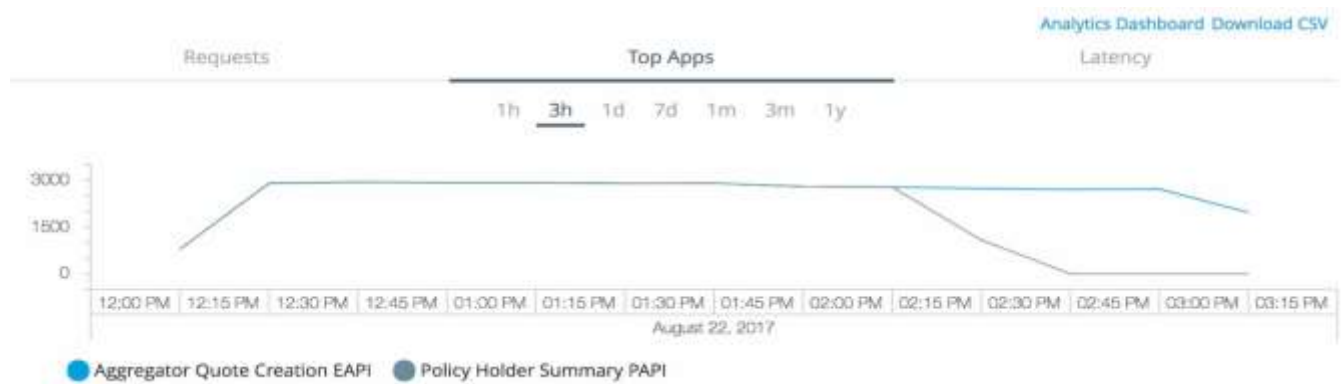 Analytics Dashboard Download CSV
Requests Top Apps Latency
1h 3h 1d 7d 1m 3m 1y
3000
1500
0
12:00 PM 12:15 PM 12:30 PM 12:45 PM 01:00 PM 01:15 PM 01:30 PM 01:45 PM 02:00 PM 02:15 PM 02:30 PM 02:45 PM 03:00 PM 03:15 PM
August 22, 2017
Aggregator Quote Creation EAPI Policy Holder Summary PAPI